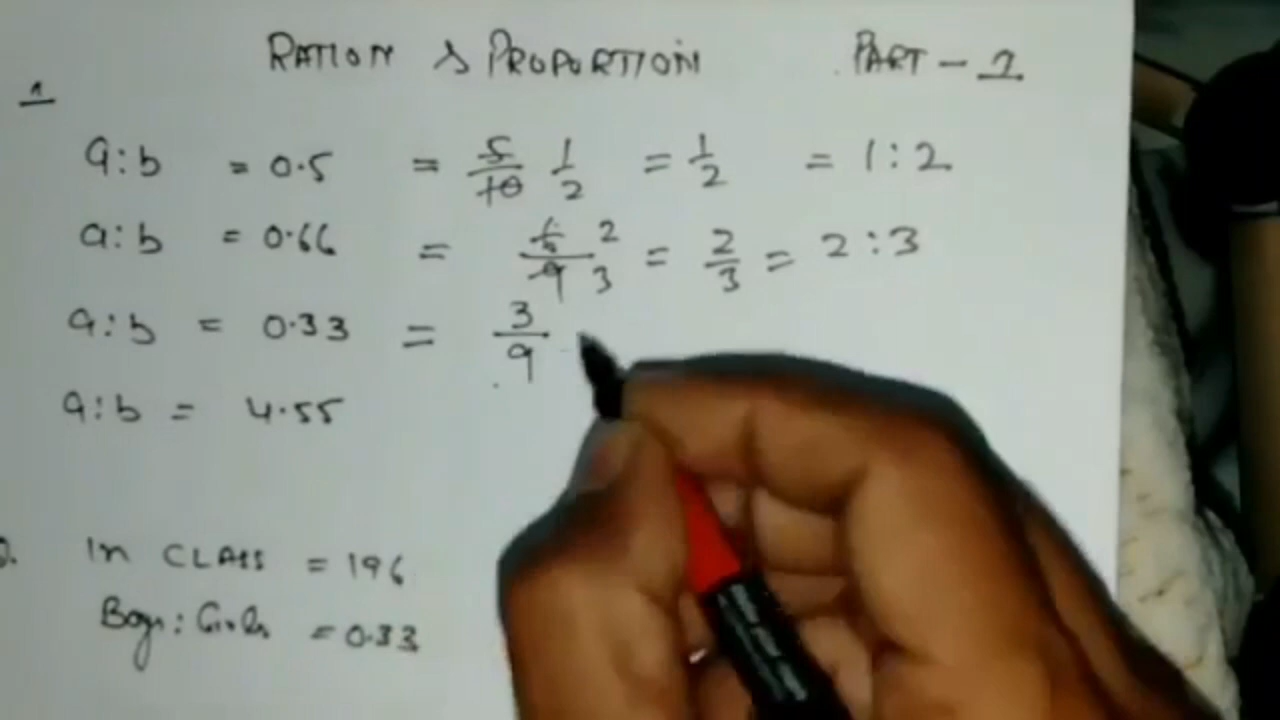 RATION & PROPORTION PART - 2
1
a:b = 0.5 = 5/10 1/2 = 1/2 = 1:2
a:b = 0.66 = 6/9 2/3 = 2/3 = 2:3
a:b = 0.33 = 3/9
a:b = 4.55
In CLASS = 196
Boys: Girls = 0.33